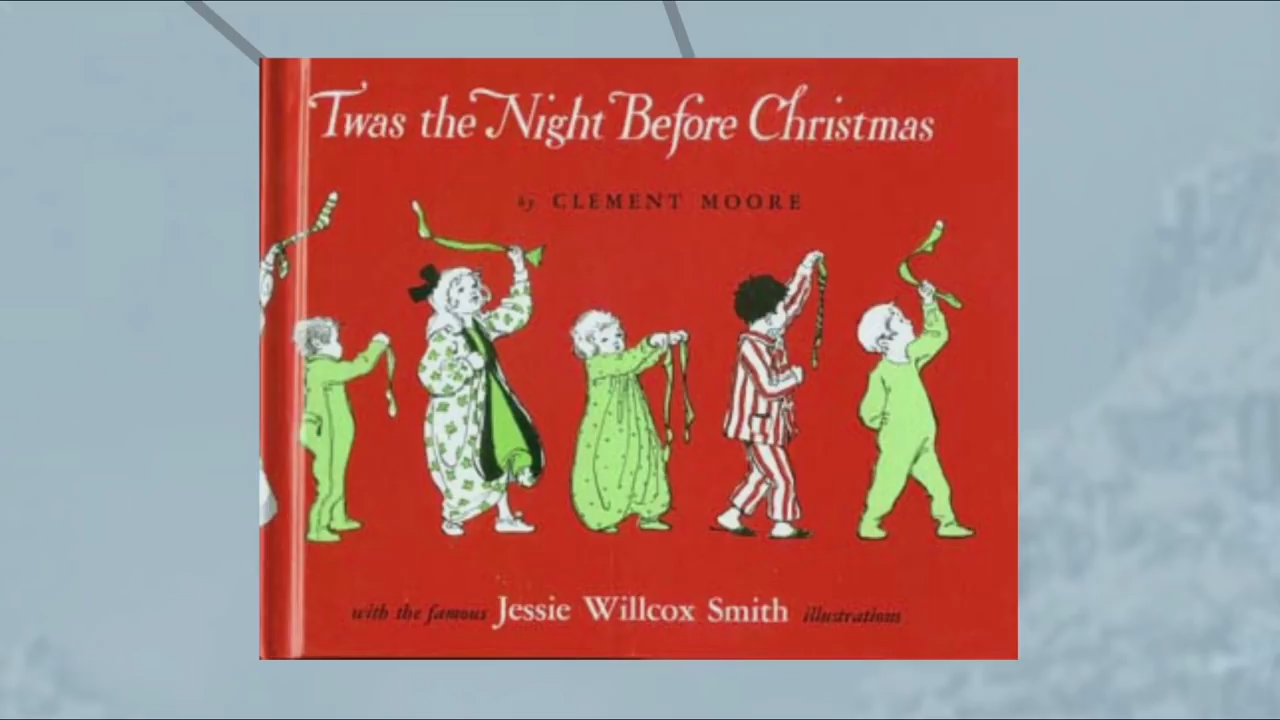 Twas the Night Before Christmas
by CLEMENT MOORE
with the famous Jessie Willcox Smith illustrations